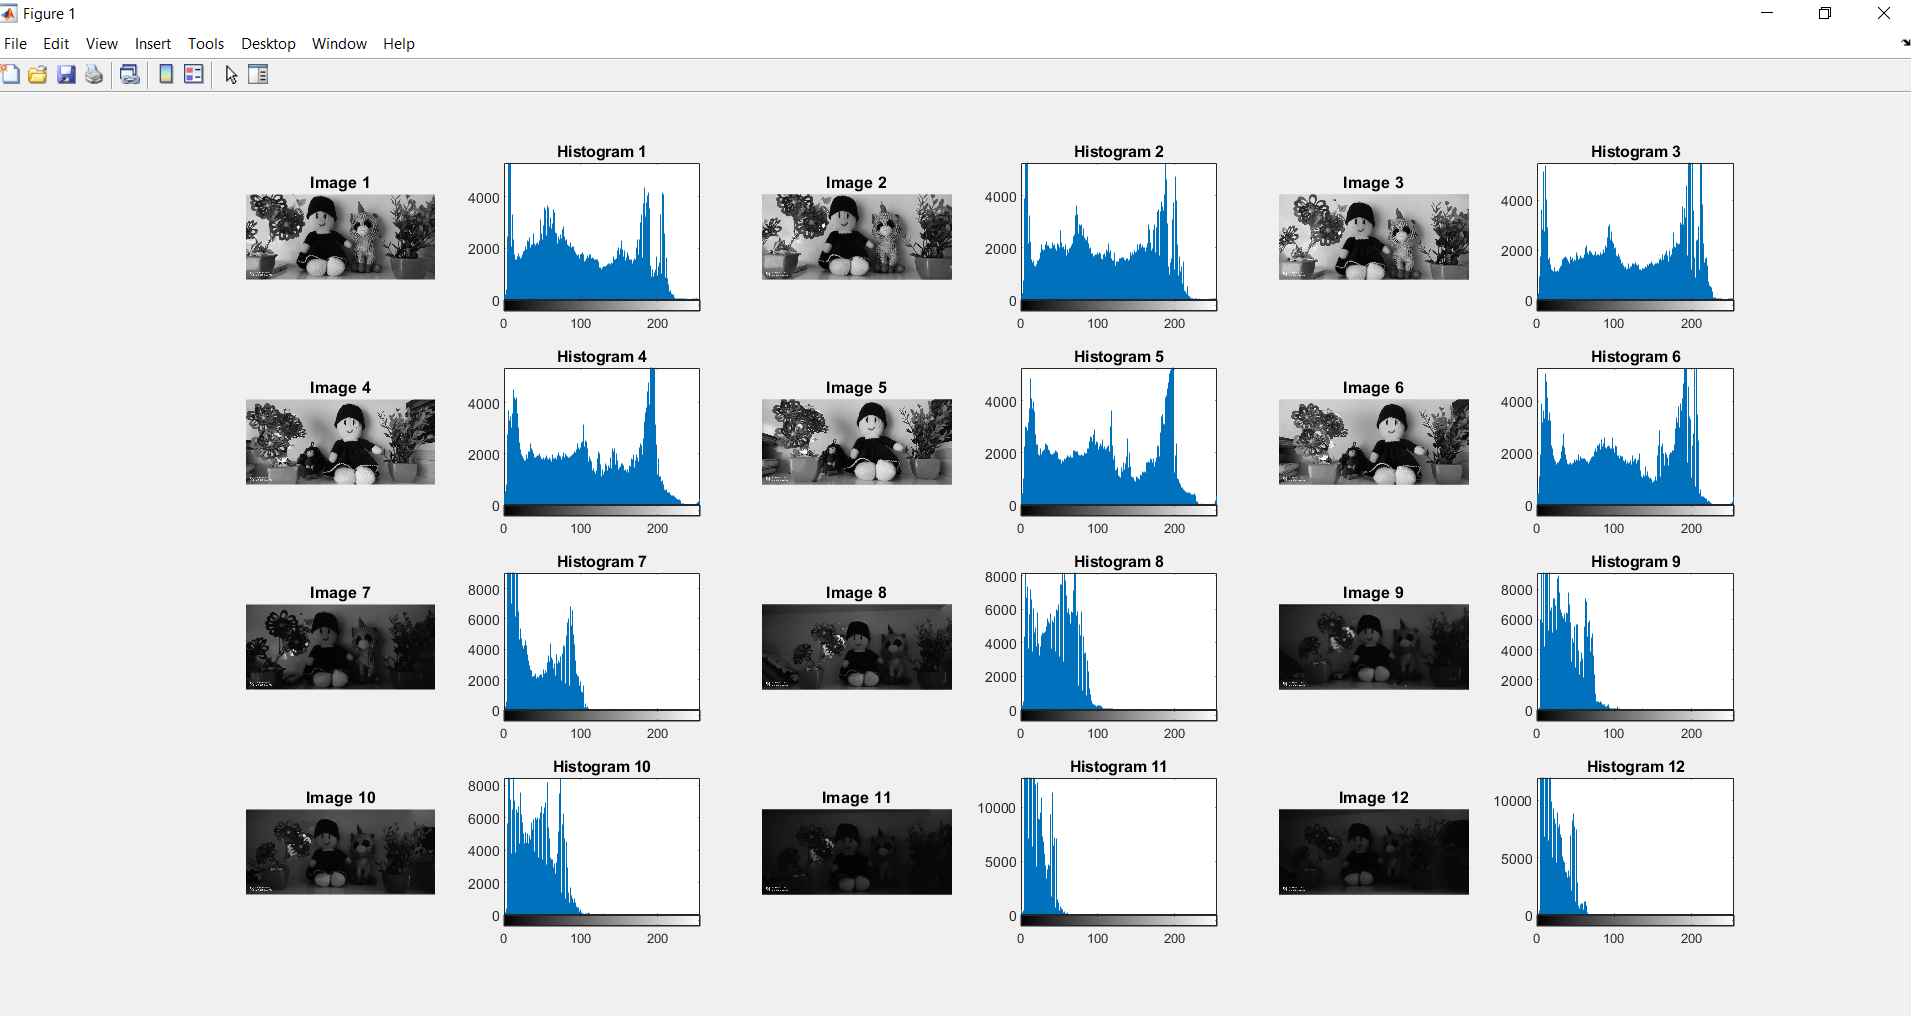 Figure 1
File Edit View Insert Tools Desktop Window Help
Image 1
Histogram 1
4000
2000
0
0 100 200
Image 2
Histogram 2
4000
2000
0
0 100 200
Image 3
Histogram 3
4000
2000
0
0 100 200
Image 4
Histogram 4
4000
2000
0
0 100 200
Image 5
Histogram 5
4000
2000
0
0 100 200
Image 6
Histogram 6
4000
2000
0
0 100 200
Image 7
Histogram 7
8000
6000
4000
2000
0
0 100 200
Image 8
Histogram 8
8000
6000
4000
2000
0
0 100 200
Image 9
Histogram 9
8000
6000
4000
2000
0
0 100 200
Image 10
Histogram 10
8000
6000
4000
2000
0
0 100 200
Image 11
Histogram 11
10000
5000
0
0 100 200
Image 12
Histogram 12
10000
5000
0
0 100 200